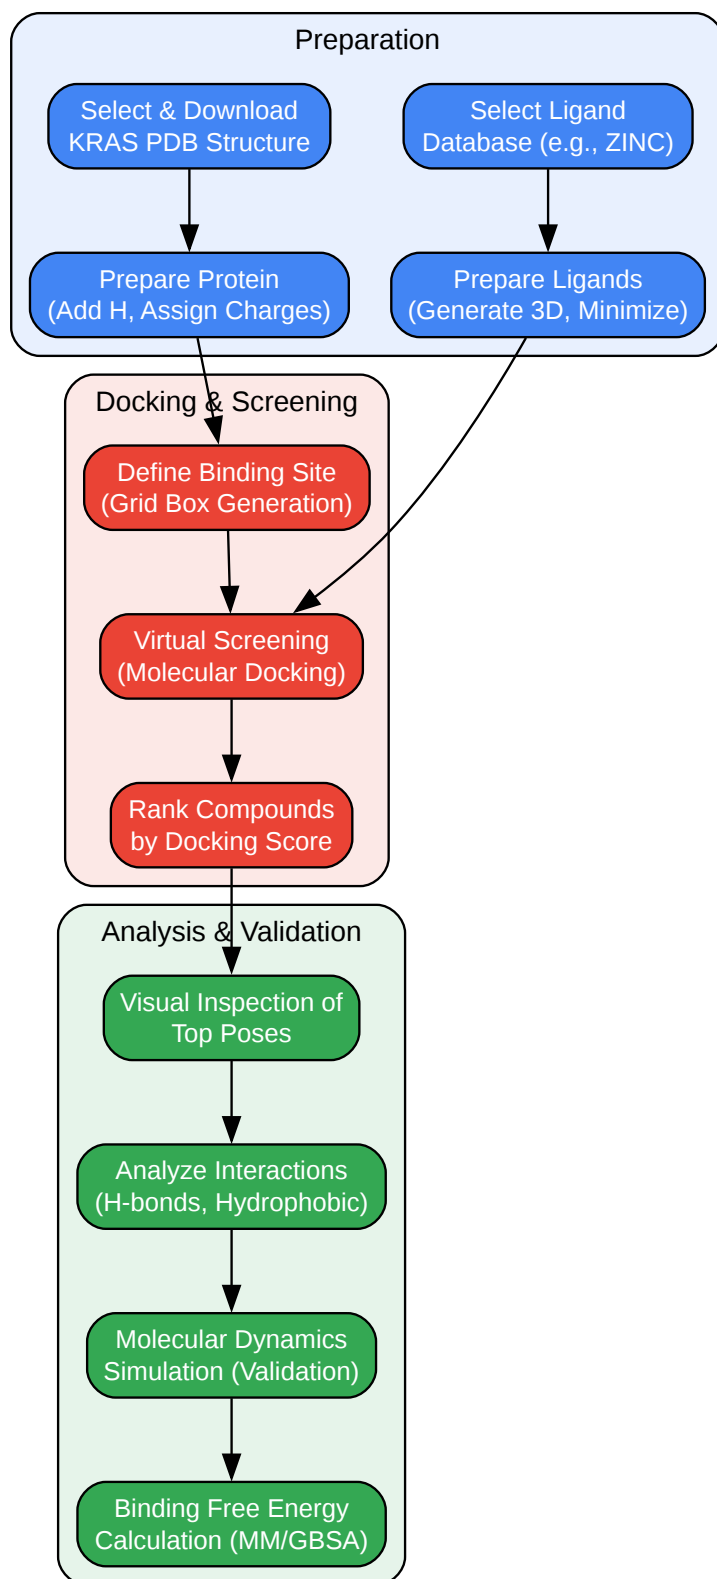 Preparation
Select & Download
KRAS PDB Structure
Select Ligand
Database (e.g., ZINC)
Prepare Protein
(Add H, Assign Charges)
Prepare Ligands
(Generate 3D, Minimize)
Docking & Screening
Define Binding Site
(Grid Box Generation)
Virtual Screening
(Molecular Docking)
Rank Compounds
by Docking Score
Analysis & Validation
Visual Inspection of
Top Poses
Analyze Interactions
(H-bonds, Hydrophobic)
Molecular Dynamics
Simulation (Validation)
Binding Free Energy
Calculation (MM/GBSA)